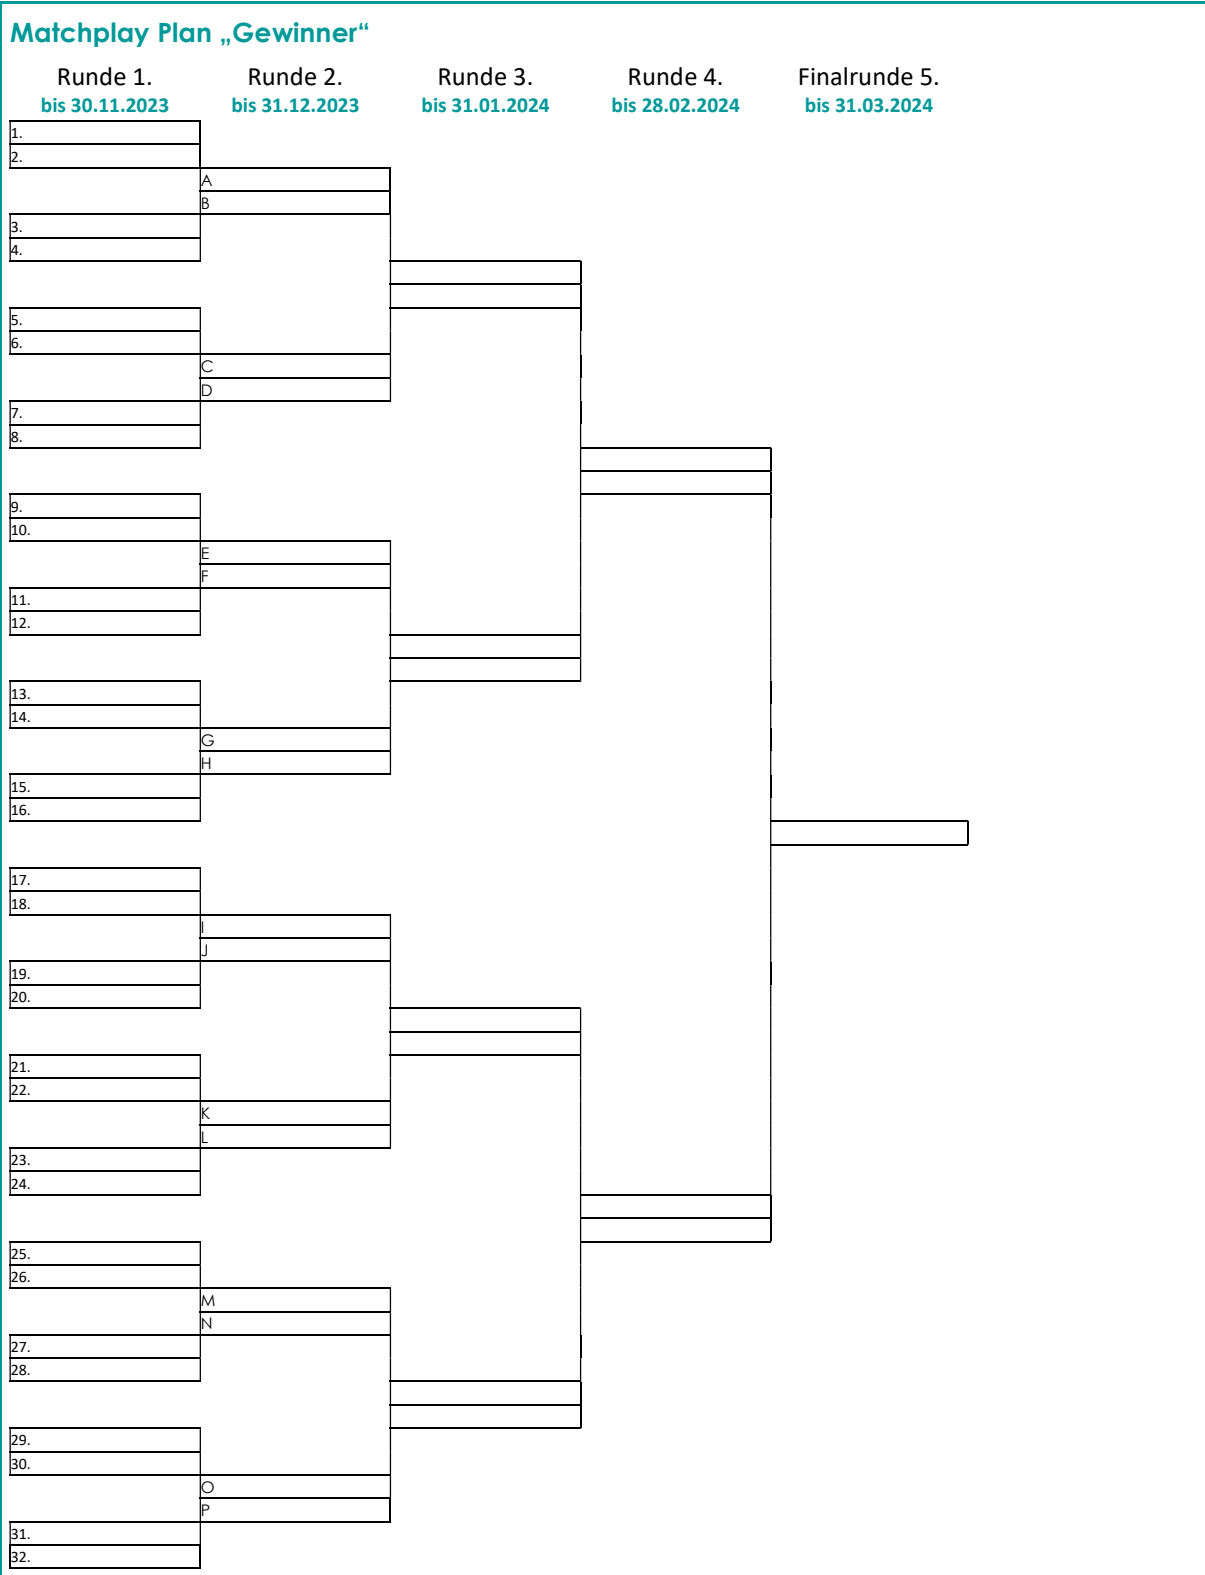 Matchplay Plan „Gewinner“
Runde 1. Runde 2. Runde 3. Runde 4. Finalrunde 5.
bis 30.11.2023 bis 31.12.2023 bis 31.01.2024 bis 28.02.2024 bis 31.03.2024
1.
2.
A
B
3.
4.
5.
6.
C
D
7.
8.
9.
10.
E
F
11.
12.
13.
14.
G
H
15.
16.
17.
18.
I
J
19.
20.
21.
22.
K
L
23.
24.
25.
26.
M
N
27.
28.
29.
30.
O
P
31.
32.